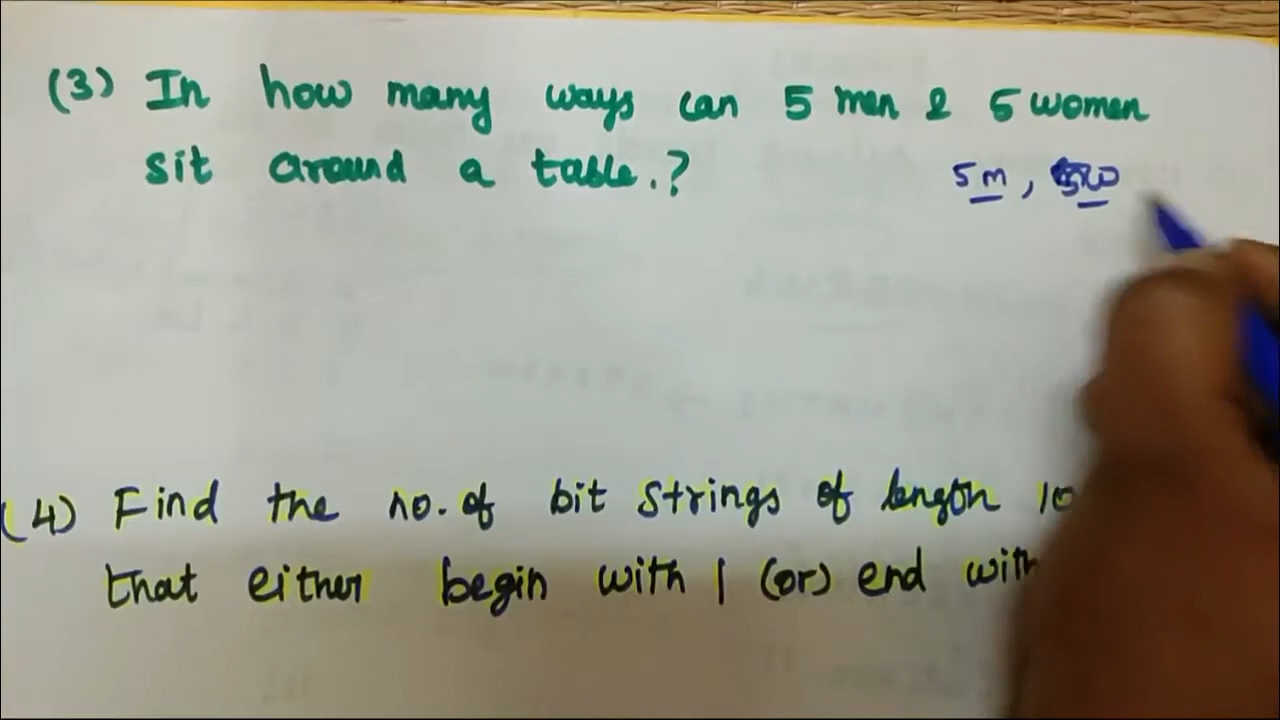 (3) In how many ways can 5 men & 5 women
sit around a table.?
5m, 5w
(4) Find the no. of bit strings of length 10
that either begin with 1 (or) end with